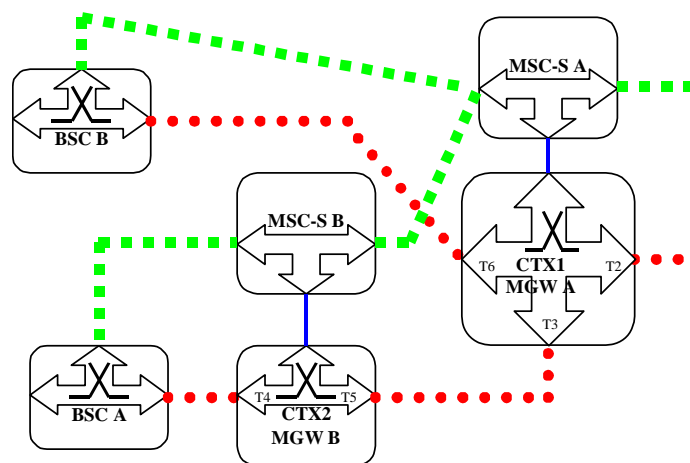 MSC-S A
BSC B
MSC-S B
CTX1
T6
T2
MGW A
T3
T4
T5
BSC A
CTX2
MGW B